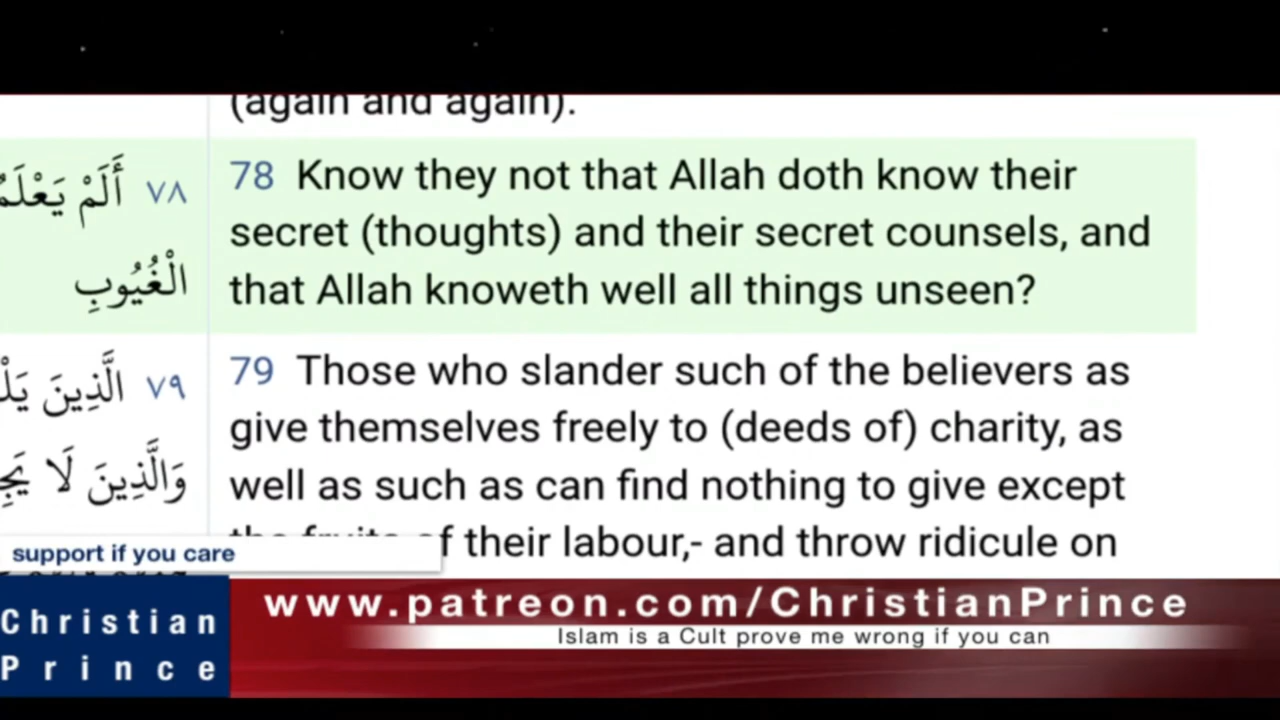 (again and again).
78 Know they not that Allah doth know their
secret (thoughts) and their secret counsels, and
that Allah knoweth well all things unseen?
٧٨ أَلَمْ
الْغُيُوبِ
79 Those who slander such of the believers as
give themselves freely to (deeds of) charity, as
well as such as can find nothing to give except
the fruits of their labour,- and throw ridicule on
٧٩ الَّذِينَ
وَالَّذِينَ لَا
support if you care
Christian
Prince
www.patreon.com/ChristianPrince
Islam is a Cult prove me wrong if you can